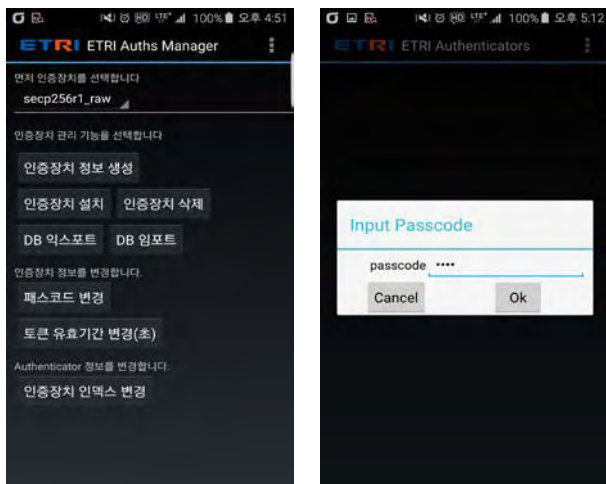 100% 오후 4:51
ETRI ETRI Auths Manager
먼저 인증장치를 선택합니다
secp256r1_raw
인증장치 관리 기능을 선택합니다
인증장치 정보 생성
인증장치 설치 인증장치 삭제
DB 익스포트 DB 임포트
인증장치 정보를 변경합니다.
패스코드 변경
토큰 유효기간 변경(초)
Authenticator 정보를 변경합니다.
인증장치 인덱스 변경
100% 오후 5:12
ETRI ETRI Authenticators
Input Passcode
passcode ····
Cancel Ok